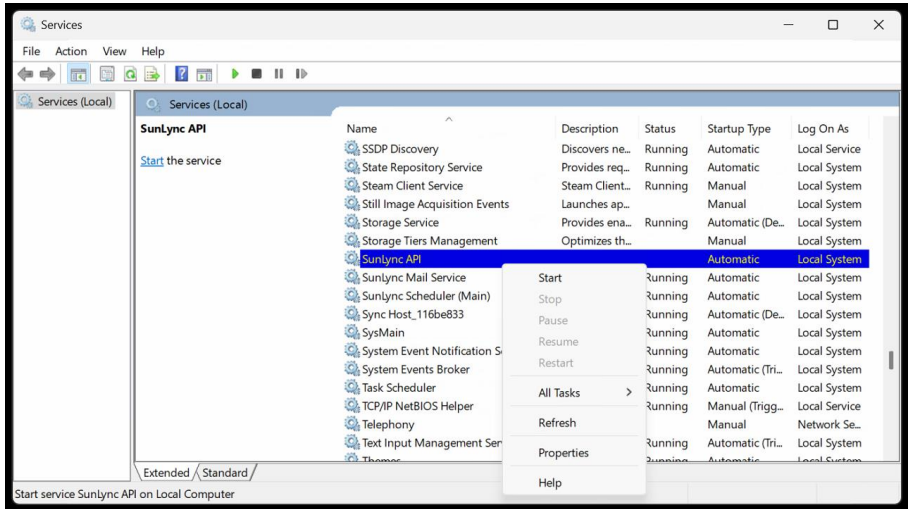 Services
File Action View Help
Services (Local)
Services (Local)
SunLync API
Start the service
Name Description Status Startup Type Log On As
SSDP Discovery Discovers ne... Running Automatic Local Service
State Repository Service Provides req... Running Automatic Local System
Steam Client Service Steam Client... Running Manual Local System
Still Image Acquisition Events Launches ap... Manual Local System
Storage Service Provides ena... Running Automatic (De... Local System
Storage Tiers Management Optimizes th... Manual Local System
SunLync API Automatic Local System
SunLync Mail Service Running Automatic Local System
SunLync Scheduler (Main) Running Automatic Local System
Sync Host_116be833 Running Automatic (De... Local System
SysMain Running Automatic Local System
System Event Notification S Running Automatic Local System
System Events Broker Running Automatic (Tri... Local System
Task Scheduler Running Automatic Local System
TCP/IP NetBIOS Helper Running Manual (Trigg... Local Service
Telephony Manual Network Se...
Text Input Management Ser Running Automatic (Tri... Local System
Themes Running Automatic Local System
Start
Stop
Pause
Resume
Restart
All Tasks
Refresh
Properties
Help
Extended Standard
Start service SunLync API on Local Computer